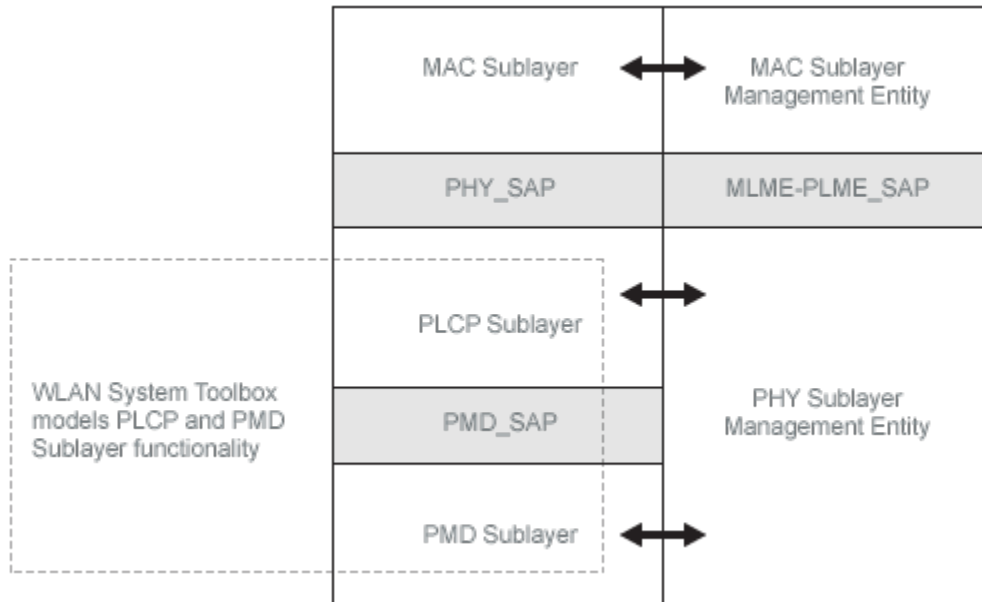 MAC Sublayer
MAC Sublayer
Management Entity
PHY_SAP
MLME-PLME_SAP
PLCP Sublayer
WLAN System Toolbox
models PLCP and PMD
Sublayer functionality
PMD_SAP
PHY Sublayer
Management Entity
PMD Sublayer